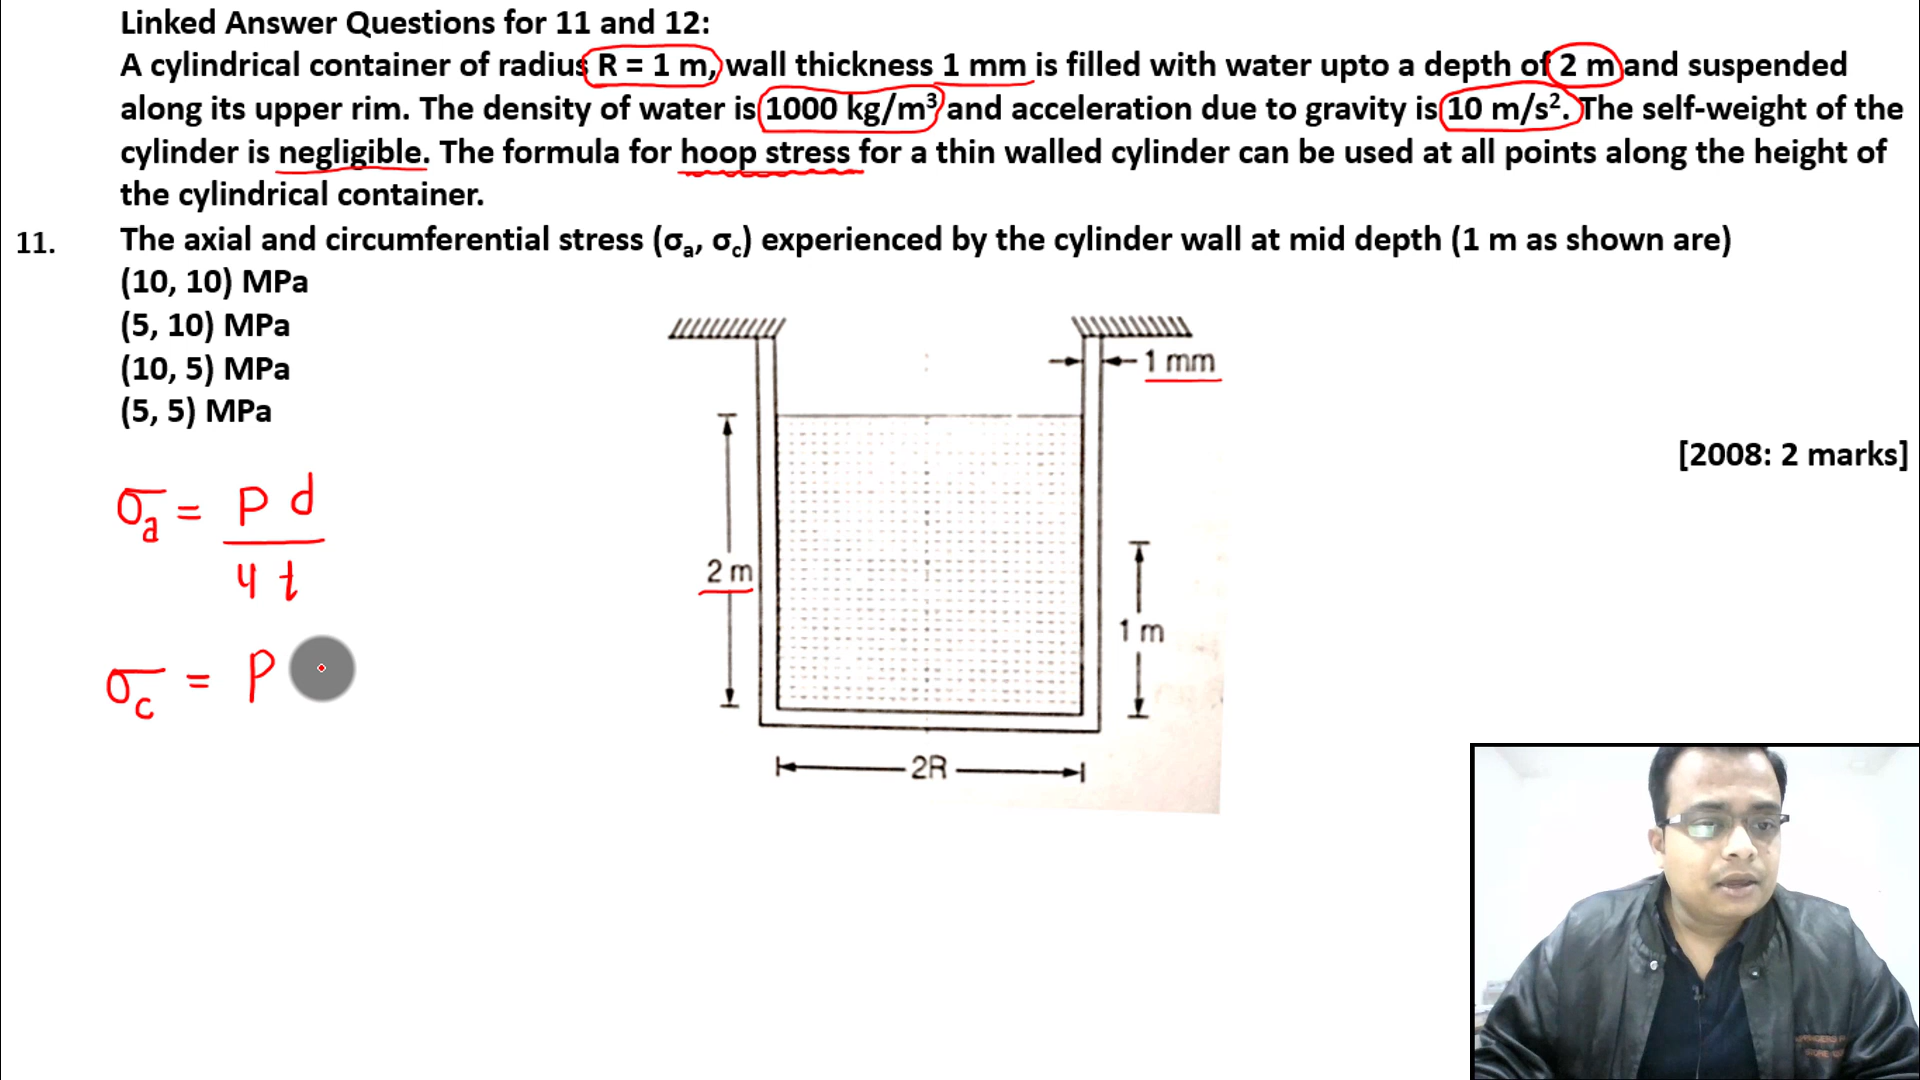 Linked Answer Questions for 11 and 12:
A cylindrical container of radius R = 1 m, wall thickness 1 mm is filled with water upto a depth of 2 m and suspended
along its upper rim. The density of water is 1000 kg/m³ and acceleration due to gravity is 10 m/s². The self-weight of the
cylinder is negligible. The formula for hoop stress for a thin walled cylinder can be used at all points along the height of
the cylindrical container.
11. The axial and circumferential stress (σₐ, σ꜀) experienced by the cylinder wall at mid depth (1 m as shown are)
(10, 10) MPa
(5, 10) MPa
(10, 5) MPa
(5, 5) MPa
1 mm
[2008: 2 marks]
σₐ = P d
4 t
2 m
1 m
σ꜀ = P
2R